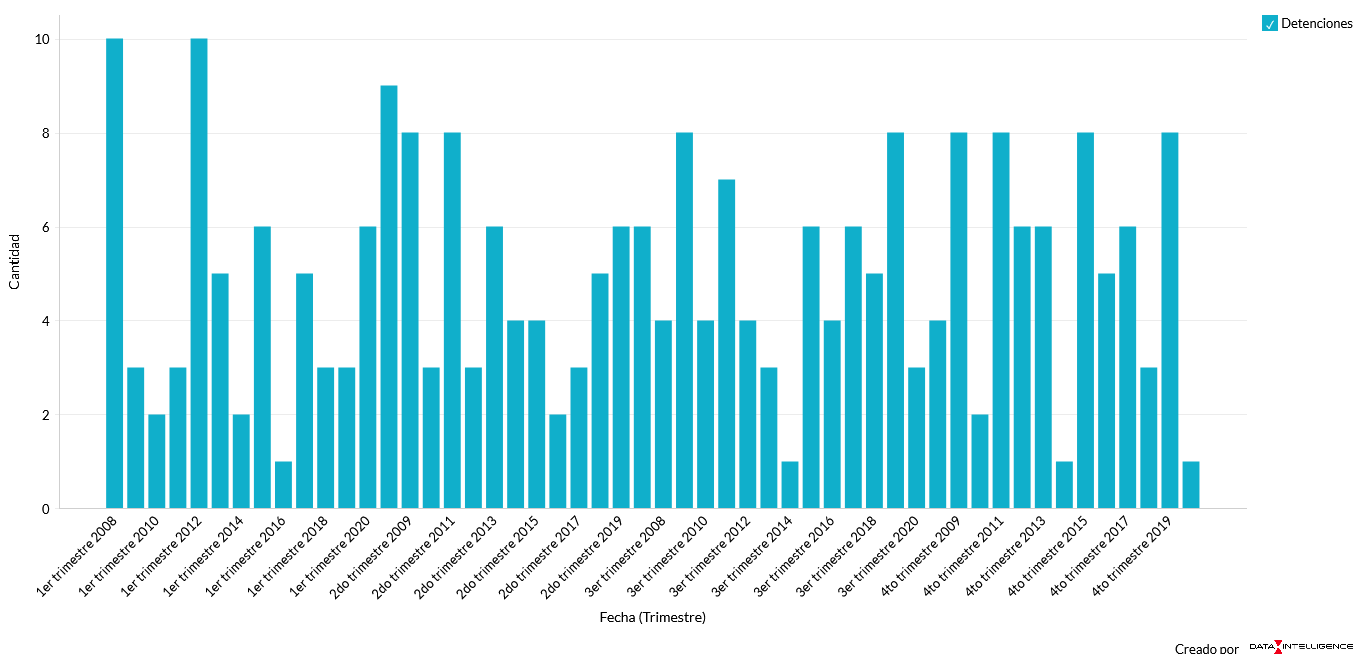 Detenciones
10
8
6
4
2
0
Cantidad
1er trimestre 2008
1er trimestre 2010
1er trimestre 2012
1er trimestre 2014
1er trimestre 2016
1er trimestre 2018
1er trimestre 2020
2do trimestre 2009
2do trimestre 2011
2do trimestre 2013
2do trimestre 2015
2do trimestre 2017
2do trimestre 2019
3er trimestre 2008
3er trimestre 2010
3er trimestre 2012
3er trimestre 2014
3er trimestre 2016
3er trimestre 2018
3er trimestre 2020
4to trimestre 2009
4to trimestre 2011
4to trimestre 2013
4to trimestre 2015
4to trimestre 2017
4to trimestre 2019
Fecha (Trimestre)
Creado por DATA INTELLIGENCE